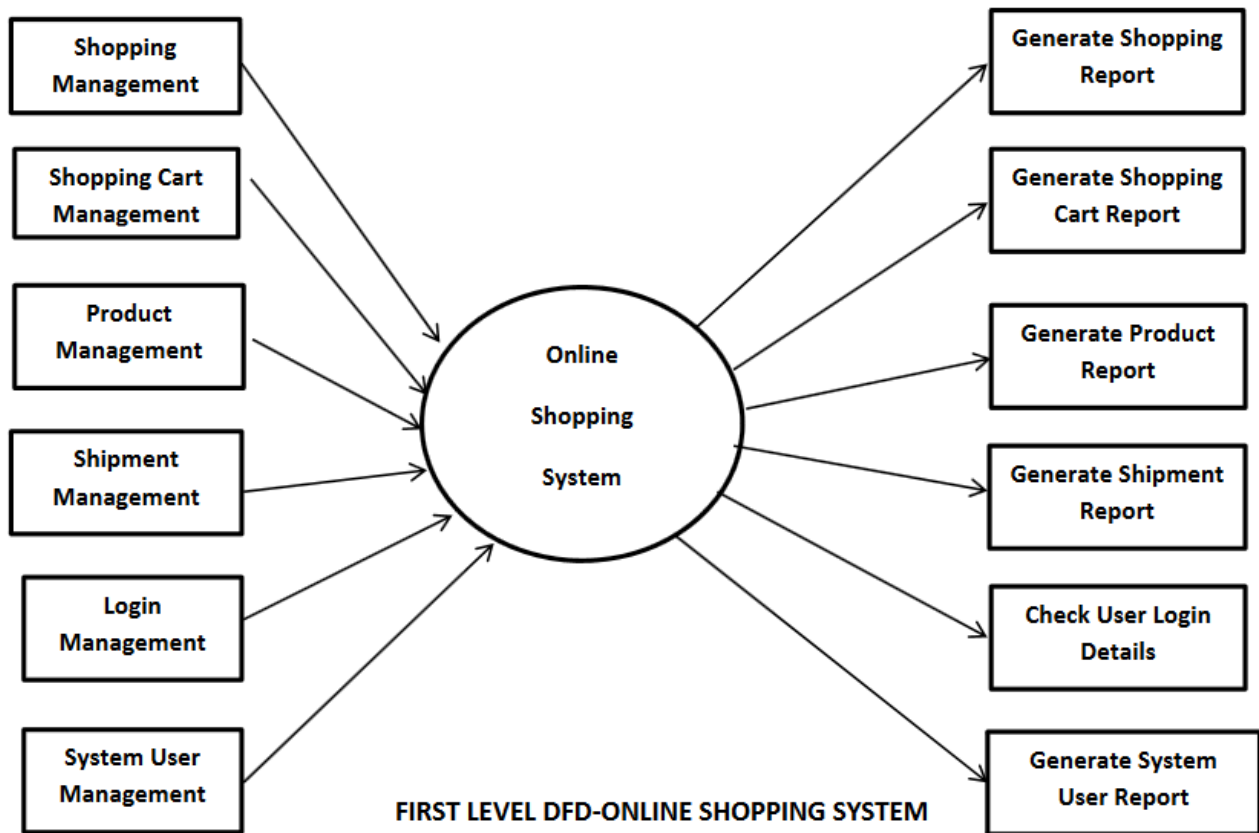 Shopping
Management
Shopping Cart
Management
Product
Management
Shipment
Management
Login
Management
System User
Management
Online
Shopping
System
Generate Shopping
Report
Generate Shopping
Cart Report
Generate Product
Report
Generate Shipment
Report
Check User Login
Details
Generate System
User Report
FIRST LEVEL DFD-ONLINE SHOPPING SYSTEM